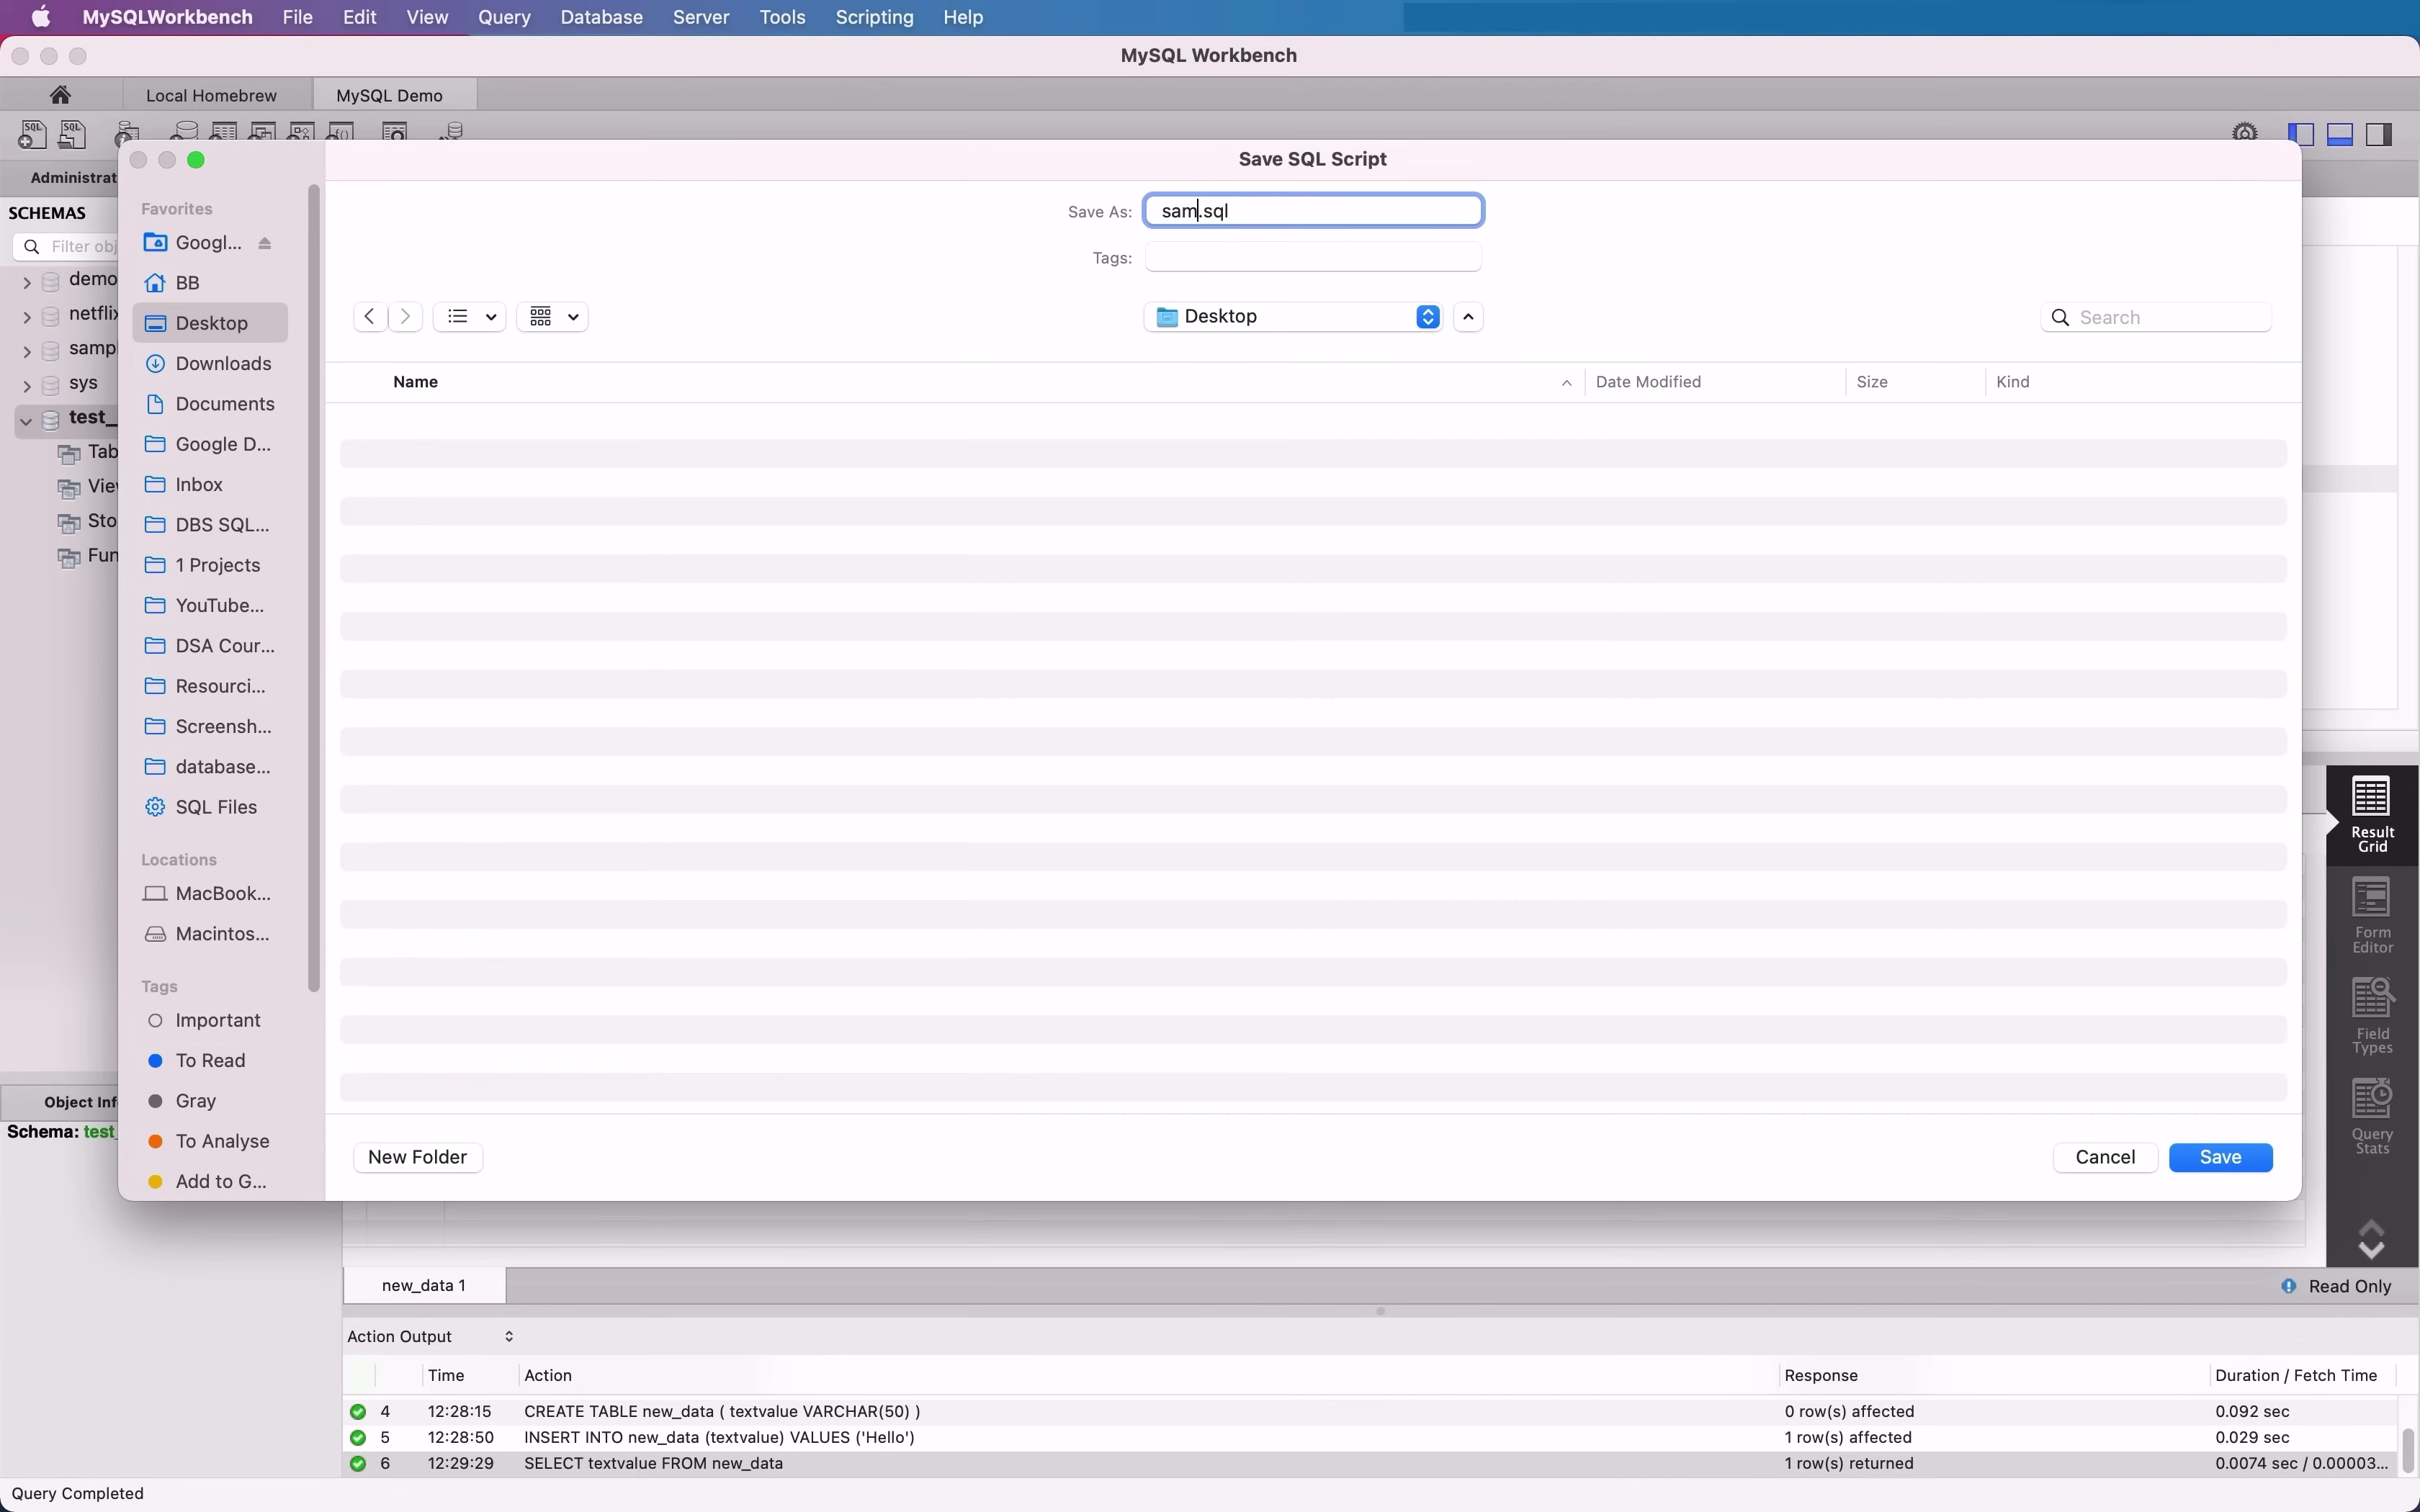 MySQLWorkbench File Edit View Query Database Server Tools Scripting Help
MySQL Workbench
Local Homebrew MySQL Demo
SQL SQL
Administrat
SCHEMAS
Filter obj
demo
netflix
samp
sys
test_
Tab
View
Sto
Fun
Object Inf
Schema: test_
Save SQL Script
Save As: sam.sql
Tags:
Desktop
Search
Name Date Modified Size Kind
Favorites
Googl...
BB
Desktop
Downloads
Documents
Google D...
Inbox
DBS SQL...
1 Projects
YouTube...
DSA Cour...
Resourci...
Screensh...
database...
SQL Files
Locations
MacBook...
Macintos...
Tags
Important
To Read
Gray
To Analyse
Add to G...
New Folder Cancel Save
Result
Grid
Form
Editor
Field
Types
Query
Stats
new_data 1 Read Only
Action Output
Time Action Response Duration / Fetch Time
4 12:28:15 CREATE TABLE new_data ( textvalue VARCHAR(50) ) 0 row(s) affected 0.092 sec
5 12:28:50 INSERT INTO new_data (textvalue) VALUES ('Hello') 1 row(s) affected 0.029 sec
6 12:29:29 SELECT textvalue FROM new_data 1 row(s) returned 0.0074 sec / 0.00003...
Query Completed